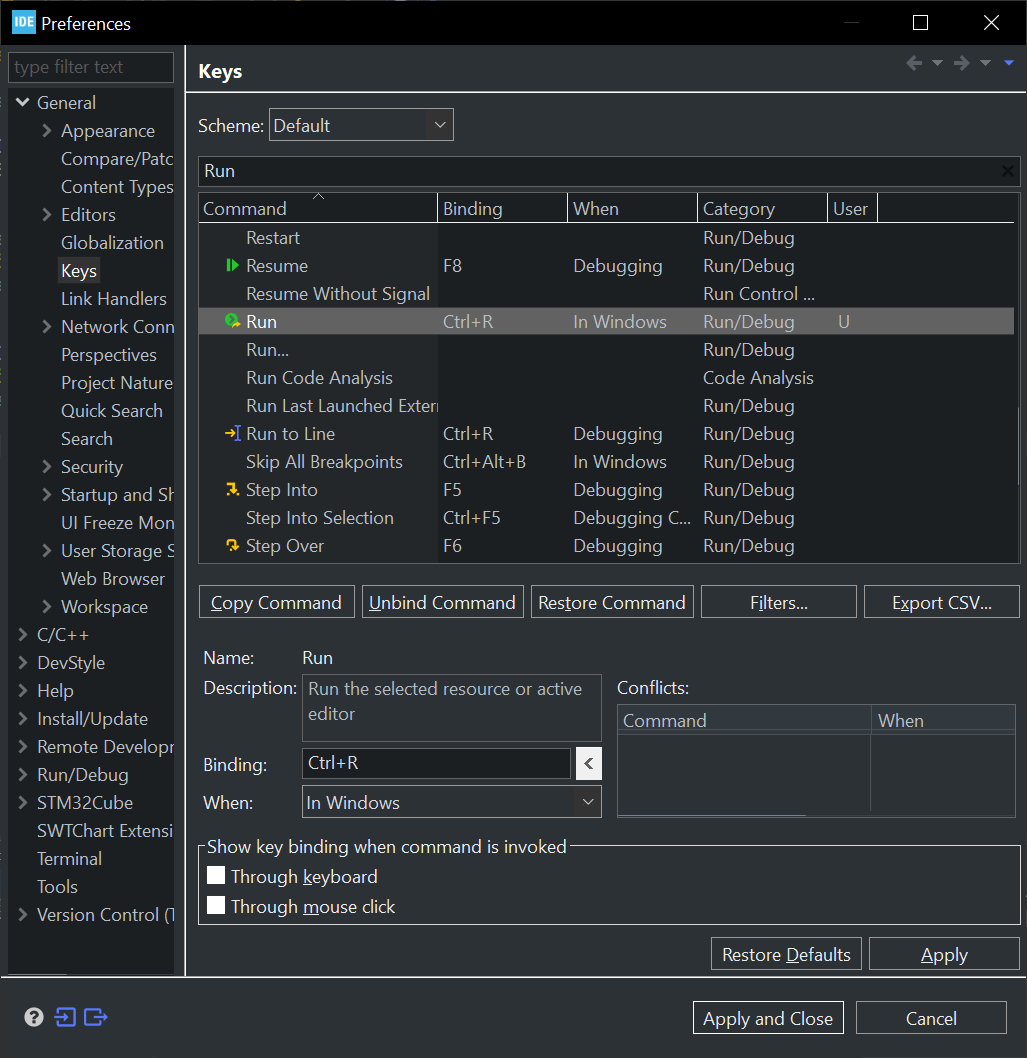 IDE Preferences
type filter text
General
Appearance
Compare/Patc
Content Types
Editors
Globalization
Keys
Link Handlers
Network Conn
Perspectives
Project Nature
Quick Search
Search
Security
Startup and Sh
UI Freeze Mon
User Storage S
Web Browser
Workspace
C/C++
DevStyle
Help
Install/Update
Remote Developr
Run/Debug
STM32Cube
SWTChart Extensi
Terminal
Tools
Version Control (T
Keys
Scheme: Default
Run
Command Binding When Category User
Restart Run/Debug
Resume F8 Debugging Run/Debug
Resume Without Signal Run Control ...
Run Ctrl+R In Windows Run/Debug U
Run... Run/Debug
Run Code Analysis Code Analysis
Run Last Launched Extern Run/Debug
Run to Line Ctrl+R Debugging Run/Debug
Skip All Breakpoints Ctrl+Alt+B In Windows Run/Debug
Step Into F5 Debugging Run/Debug
Step Into Selection Ctrl+F5 Debugging C... Run/Debug
Step Over F6 Debugging Run/Debug
Copy Command Unbind Command Restore Command Filters... Export CSV...
Name: Run
Description: Run the selected resource or active
editor
Binding: Ctrl+R <
When: In Windows
Conflicts:
Command When
Show key binding when command is invoked
Through keyboard
Through mouse click
Restore Defaults Apply
? Apply and Close Cancel